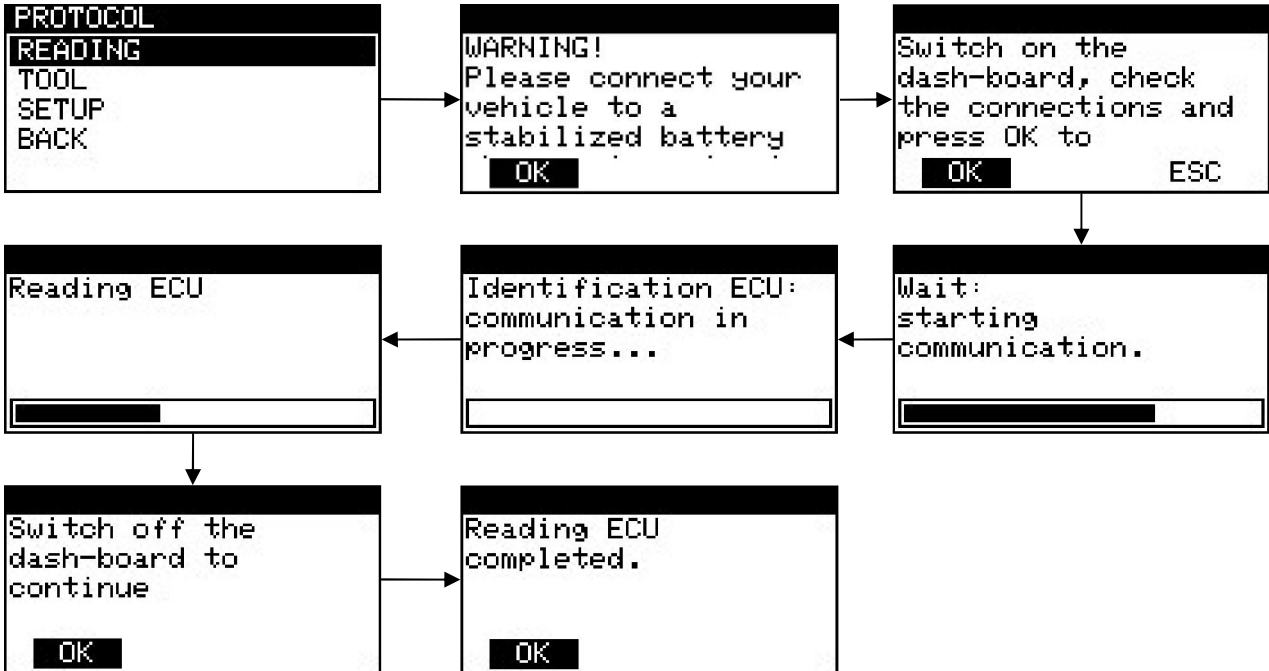 PROTOCOL
READING
TOOL
SETUP
BACK
WARNING!
Please connect your
vehicle to a
stabilized battery
OK
Switch on the
dash-board, check
the connections and
press OK to
OK ESC
Wait:
starting
communication.
Identification ECU:
communication in
progress...
Reading ECU
Switch off the
dash-board to
continue
OK
Reading ECU
completed.
OK